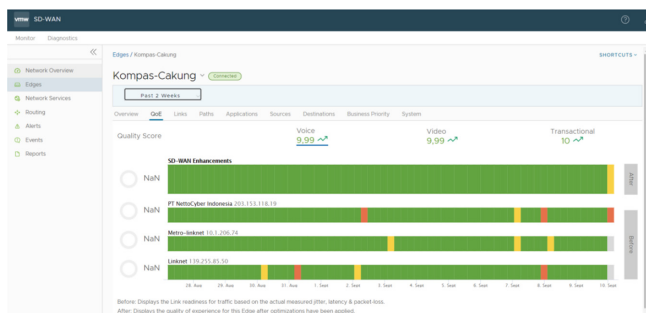 vmw SD-WAN
Monitor Diagnostics
Edges / Kompas-Cakung SHORTCUTS
Network Overview
Edges
Network Services
Routing
Alerts
Events
Reports
Kompas-Cakung Connected
Past 2 Weeks
Overview QoE Links Paths Applications Sources Destinations Business Priority System
Quality Score
Voice
9,99
Video
9,99
Transactional
10
SD-WAN Enhancements
NaN
After
PT NettoCyber Indonesia 203.153.118.19
NaN
Metro-linknet 10.1.206.74
NaN
Before
Linknet 139.255.85.50
NaN
28. Aug 29. Aug 30. Aug 31. Aug 1. Sept 2. Sept 3. Sept 4. Sept 5. Sept 6. Sept 7. Sept 8. Sept 9. Sept 10. Sept
Before: Displays the Link readiness for traffic based on the actual measured jitter, latency & packet-loss.
After: Displays the quality of experience for this Edge after optimizations have been applied.